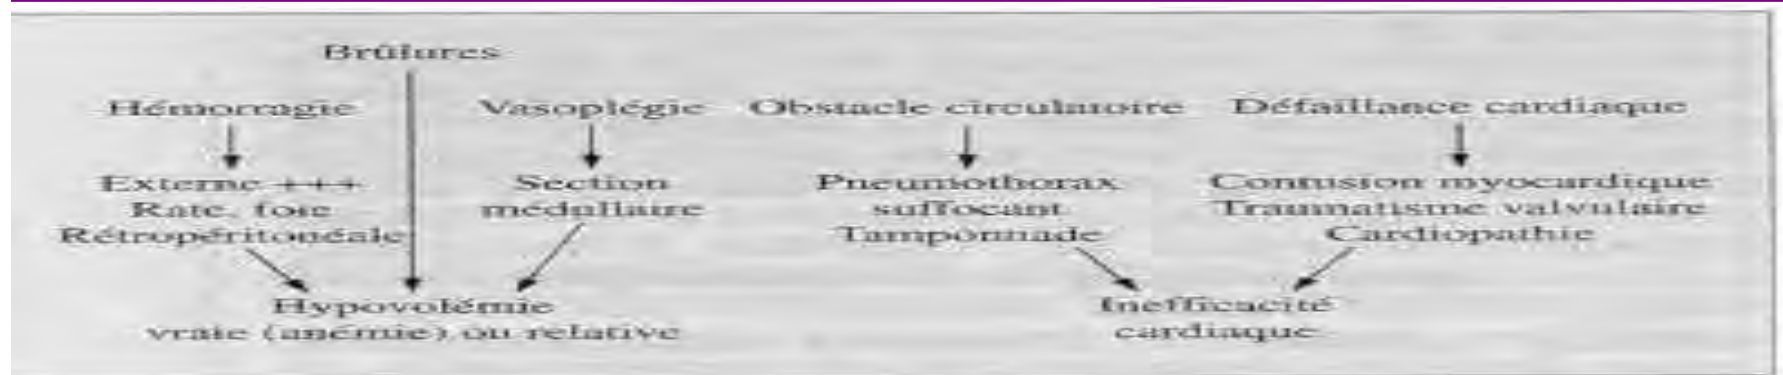 Brûlures
Hémorragie
Vasoplégie
Obstacle circulatoire
Défaillance cardiaque
Externe +++
Rate, foie
Rétropéritonéale
Section
médullaire
Pneumothorax
suffocant
Tamponnade
Contusion myocardique
Traumatisme valvulaire
Cardiopathie
Hypovolémie
vraie (anémie) ou relative
Inefficacité
cardiaque